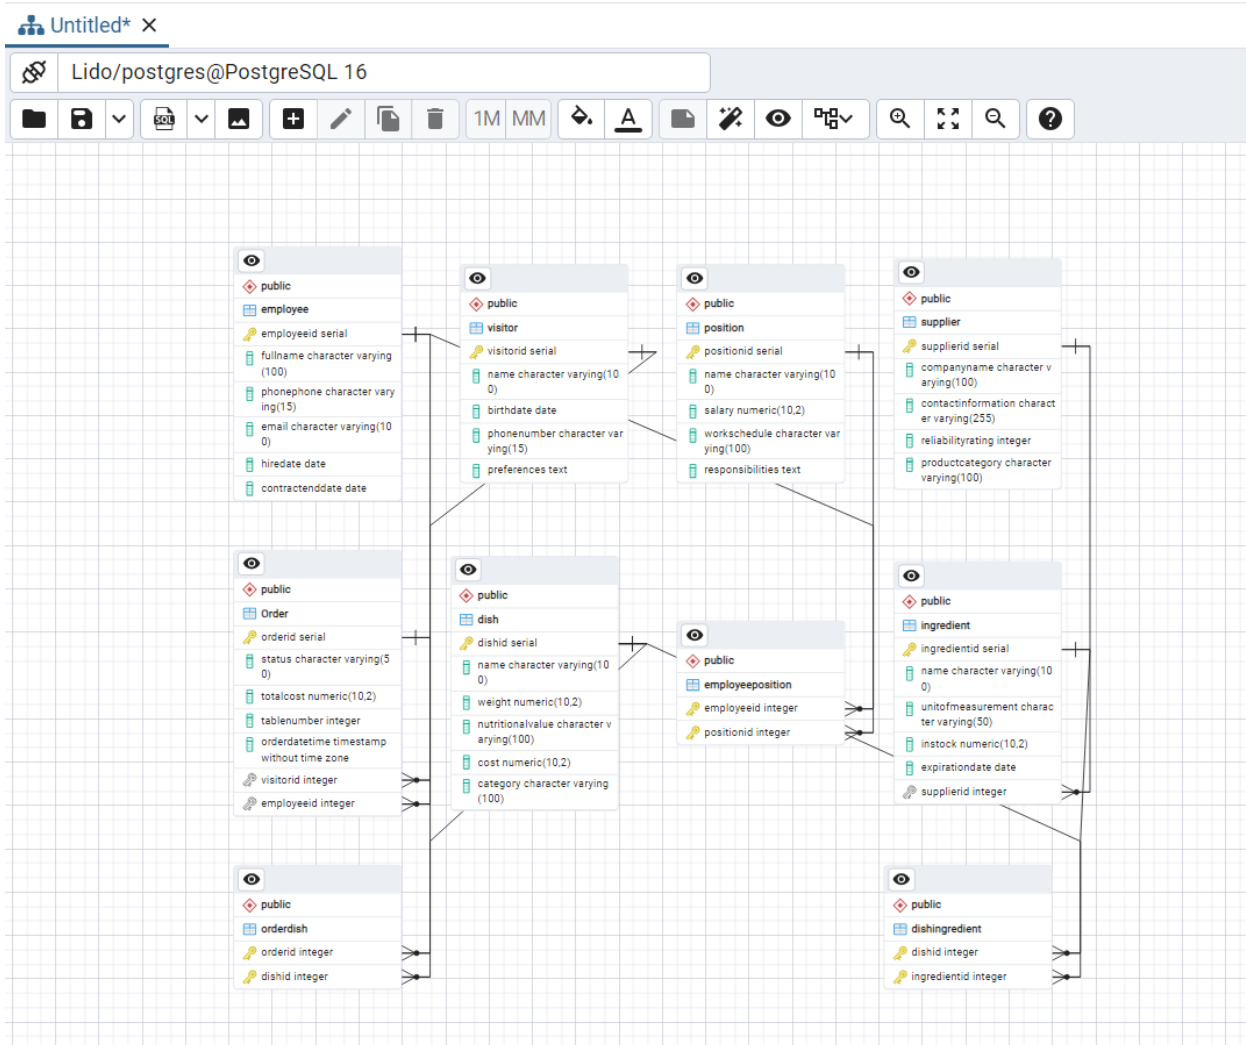 Untitled*
Lido/postgres@PostgreSQL 16
SQL
1M
MM
A
public
employee
employeeid serial
fullname character varying
(100)
phonephone character vary
ing(15)
email character varying(10
0)
hiredate date
contractenddate date
public
visitor
visitorid serial
name character varying(10
0)
birthdate date
phonenumber character var
ying(15)
preferences text
public
position
positionid serial
name character varying(10
0)
salary numeric(10,2)
workschedule character var
ying(100)
responsibilities text
public
supplier
supplierid serial
companyname character v
arying(100)
contactinformation charact
er varying(255)
reliabilityrating integer
productcategory character
varying(100)
public
Order
orderid serial
status character varying(5
0)
totalcost numeric(10,2)
tablenumber integer
orderdatetime timestamp
without time zone
visitorid integer
employeeid integer
public
dish
dishid serial
name character varying(10
0)
weight numeric(10,2)
nutritionalvalue character v
arying(100)
cost numeric(10,2)
category character varying
(100)
public
employeeposition
employeeid integer
positionid integer
public
ingredient
ingredientid serial
name character varying(10
0)
unitofmeasurement charac
ter varying(50)
instock numeric(10,2)
expirationdate date
supplierid integer
public
orderdish
orderid integer
dishid integer
public
dishingredient
dishid integer
ingredientid integer